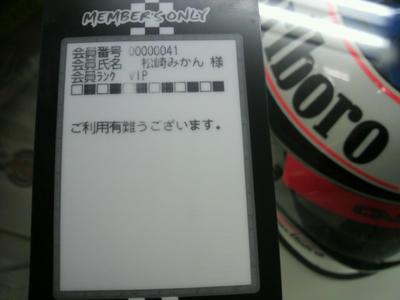 MEMBER'S ONLY
会員番号 00000041
会員氏名 松崎みかん 様
会員ﾗﾝｸ VIP
ご利用有難うございます。
lboro